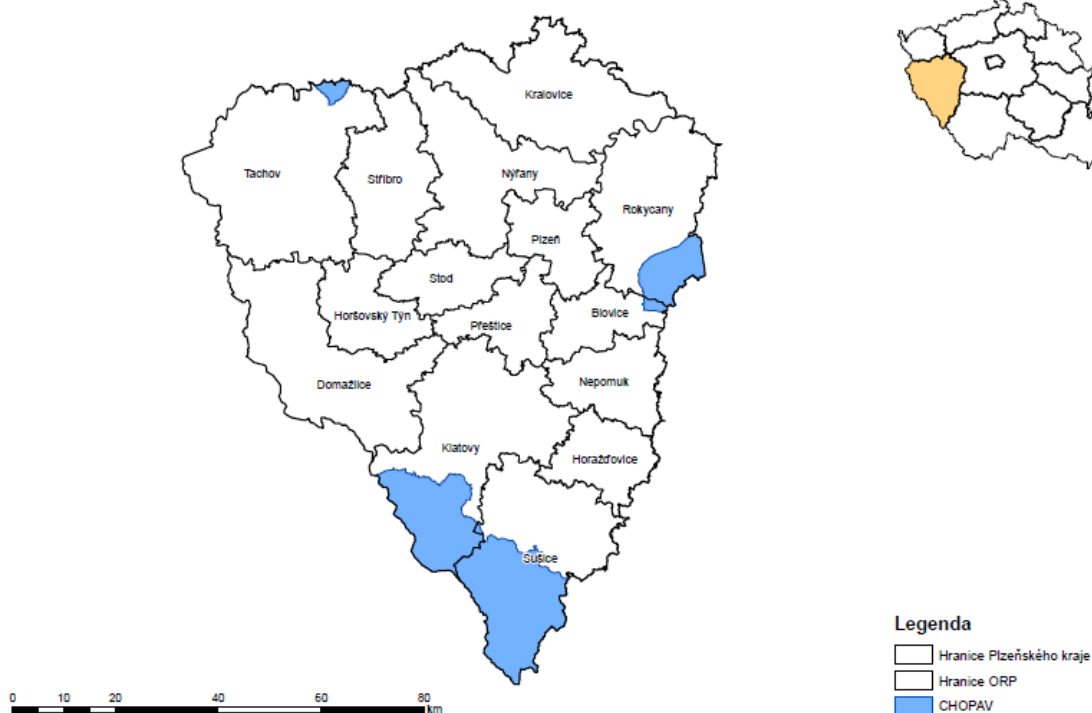 Kralovice
Tachov
Stříbro
Nýřany
Rokycany
Plzeň
Stod
Horšovský Týn
Přeštice
Blovice
Domažlice
Nepomuk
Klatovy
Horažďovice
Sušice
Legenda
Hranice Plzeňského kraje
Hranice ORP
CHOPAV
0 10 20 40 60 80
km